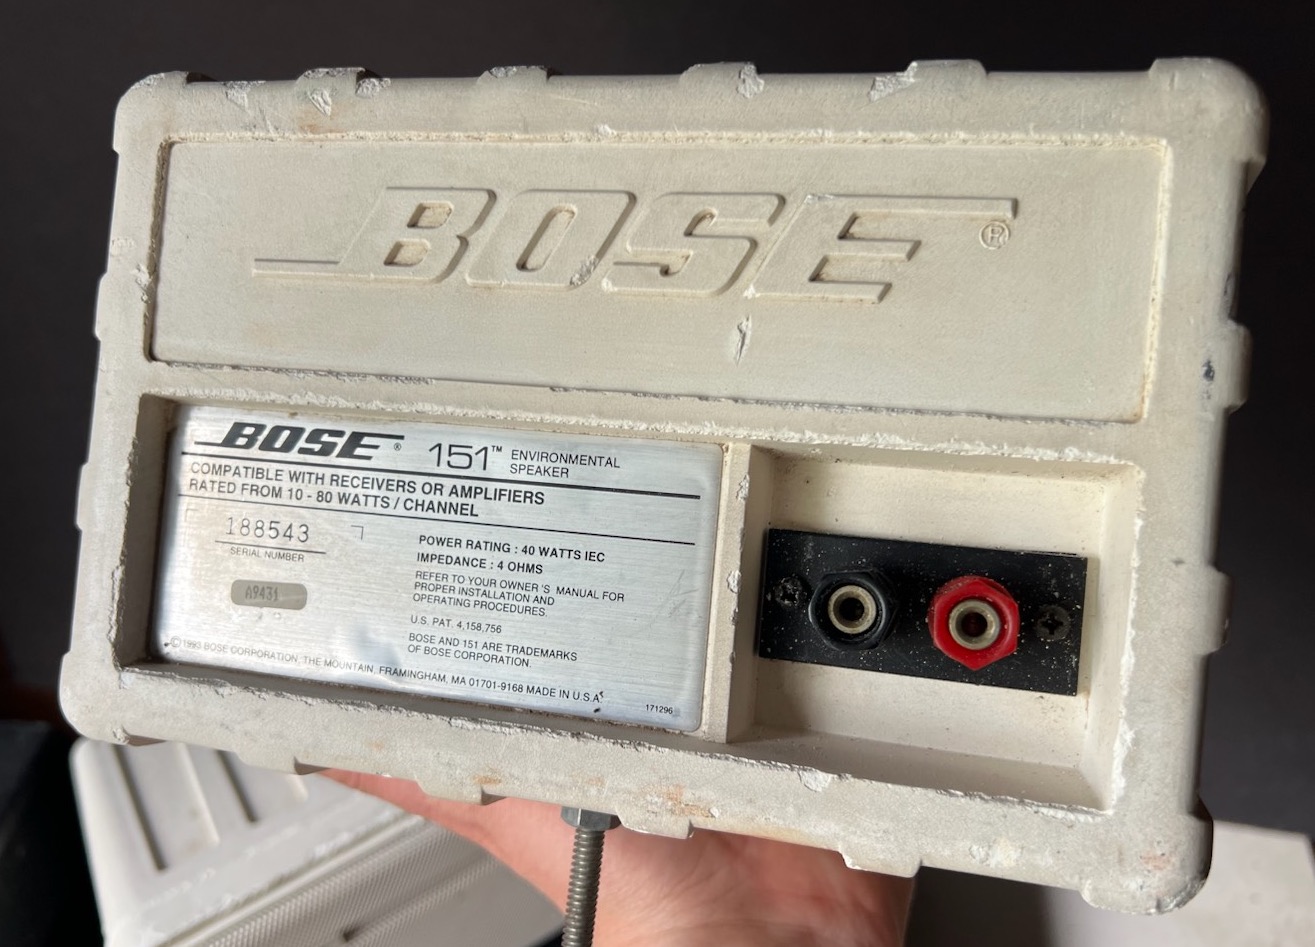 BOSE®
BOSE® 151™ ENVIRONMENTAL
SPEAKER
COMPATIBLE WITH RECEIVERS OR AMPLIFIERS
RATED FROM 10 - 80 WATTS / CHANNEL
188543
SERIAL NUMBER
A9431
POWER RATING : 40 WATTS IEC
IMPEDANCE : 4 OHMS
REFER TO YOUR OWNER'S MANUAL FOR
PROPER INSTALLATION AND
OPERATING PROCEDURES.
U.S. PAT. 4,158,756
BOSE AND 151 ARE TRADEMARKS
OF BOSE CORPORATION.
©1993 BOSE CORPORATION, THE MOUNTAIN, FRAMINGHAM, MA 01701-9168 MADE IN U.S.A.
171296